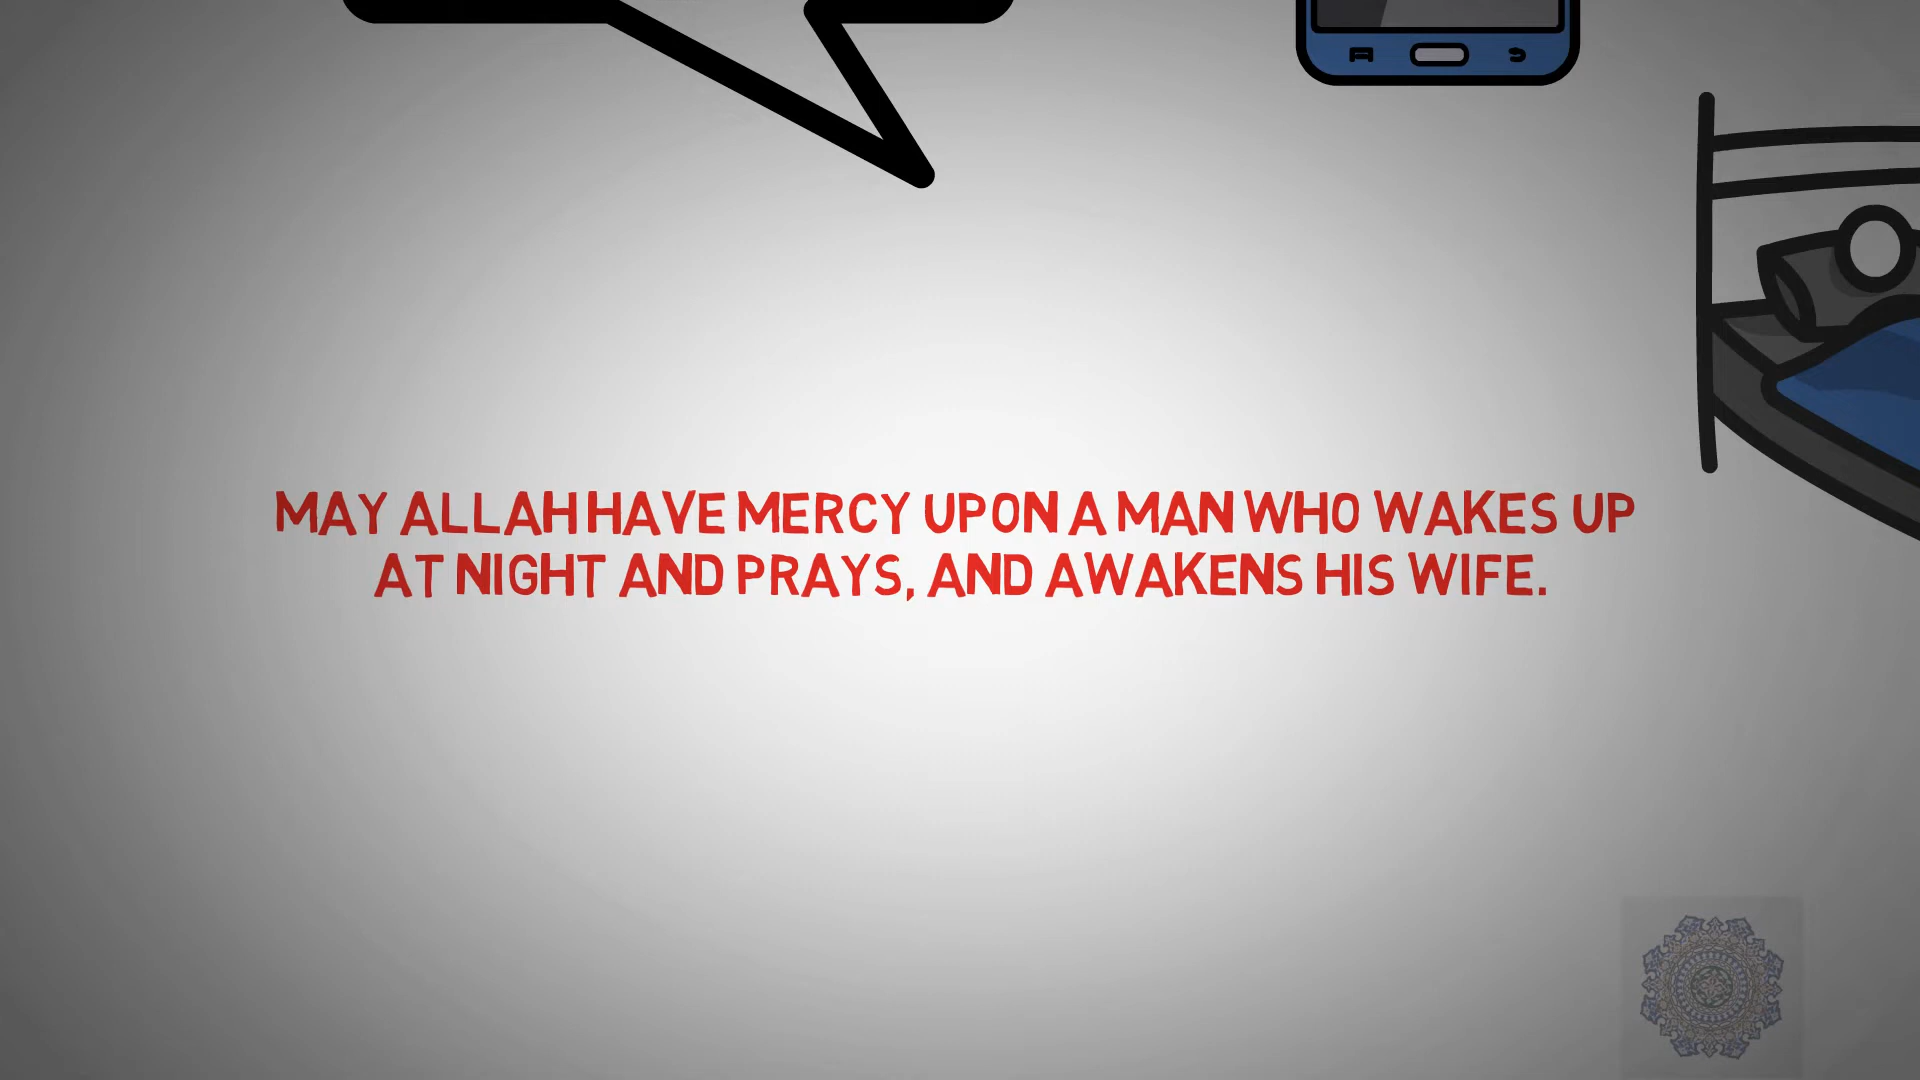 MAY ALLAH HAVE MERCY UPON A MAN WHO WAKES UP
AT NIGHT AND PRAYS, AND AWAKENS HIS WIFE.